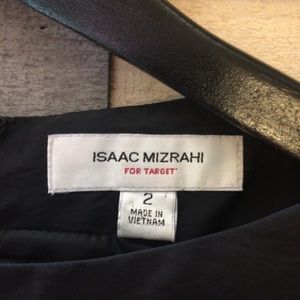 ISAAC MIZRAHI
FOR TARGET
2
MADE IN
VIETNAM